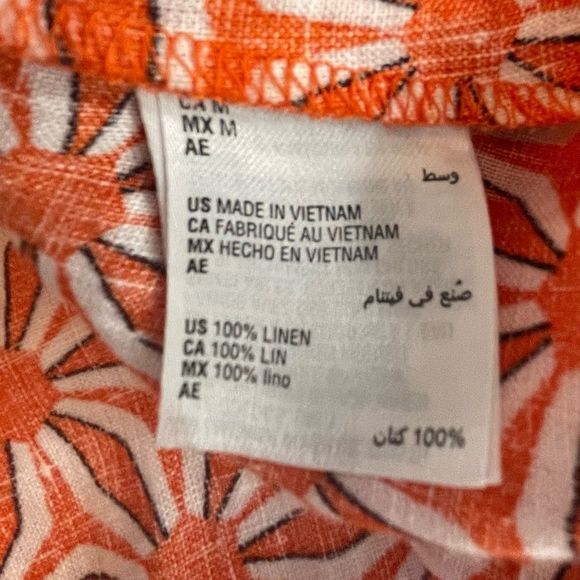 CA M
MX M
AE
وسط
US MADE IN VIETNAM
CA FABRIQUÉ AU VIETNAM
MX HECHO EN VIETNAM
AE
صُنع في فيتنام
US 100% LINEN
CA 100% LIN
MX 100% lino
AE
100% كتان